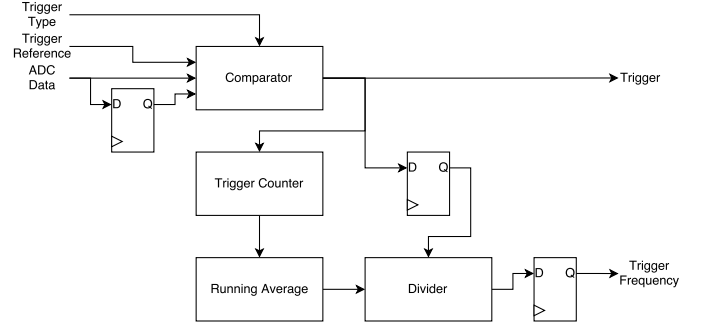 Trigger
Type
Trigger
Reference
ADC
Data
Comparator
Trigger
D Q
Trigger Counter
D Q
Running Average
Divider
D Q
Trigger
Frequency